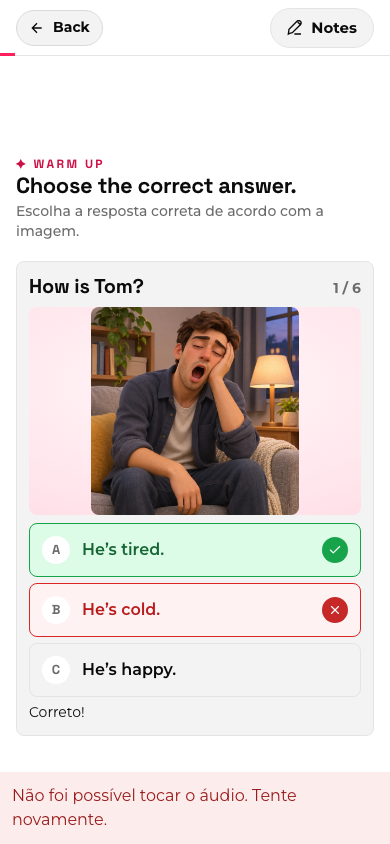 Back
Notes
WARM UP
Choose the correct answer.
Escolha a resposta correta de acordo com a
imagem.
How is Tom?
1 / 6
A
He's tired.
B
He's cold.
C
He's happy.
Correto!
Não foi possível tocar o áudio. Tente
novamente.